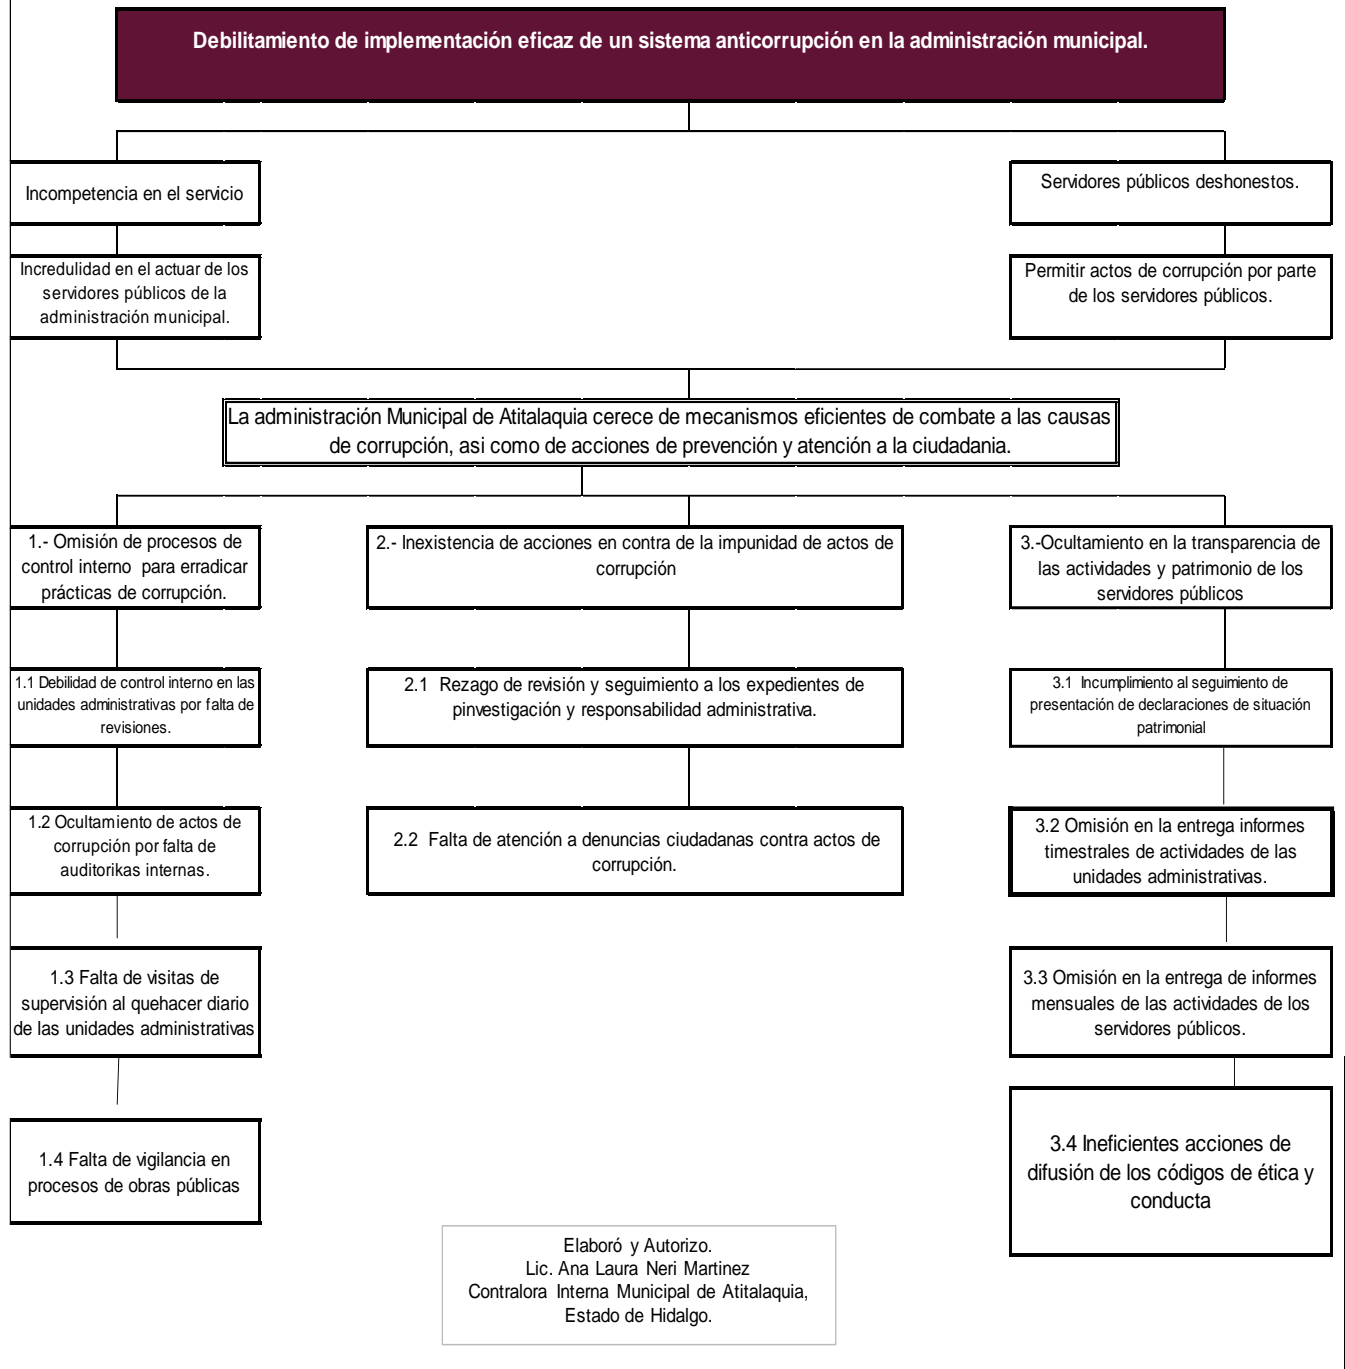 Debilitamiento de implementación eficaz de un sistema anticorrupción en la administración municipal.
Incompetencia en el servicio
Servidores públicos deshonestos.
Incredulidad en el actuar de los
servidores públicos de la
administración municipal.
Permitir actos de corrupción por parte
de los servidores públicos.
La administración Municipal de Atitalaquia cerece de mecanismos eficientes de combate a las causas
de corrupción, asi como de acciones de prevención y atención a la ciudadania.
1.- Omisión de procesos de
control interno para erradicar
prácticas de corrupción.
2.- Inexistencia de acciones en contra de la impunidad de actos de
corrupción
3.-Ocultamiento en la transparencia de
las actividades y patrimonio de los
servidores públicos
1.1 Debilidad de control interno en las
unidades administrativas por falta de
revisiones.
2.1 Rezago de revisión y seguimiento a los expedientes de
pinvestigación y responsabilidad administrativa.
3.1 Incumplimiento al seguimiento de
presentación de declaraciones de situación
patrimonial
1.2 Ocultamiento de actos de
corrupción por falta de
auditorikas internas.
2.2 Falta de atención a denuncias ciudadanas contra actos de
corrupción.
3.2 Omisión en la entrega informes
timestrales de actividades de las
unidades administrativas.
1.3 Falta de visitas de
supervisión al quehacer diario
de las unidades administrativas
3.3 Omisión en la entrega de informes
mensuales de las actividades de los
servidores públicos.
1.4 Falta de vigilancia en
procesos de obras públicas
3.4 Ineficientes acciones de
difusión de los códigos de ética y
conducta
Elaboró y Autorizo.
Lic. Ana Laura Neri Martinez
Contralora Interna Municipal de Atitalaquia,
Estado de Hidalgo.